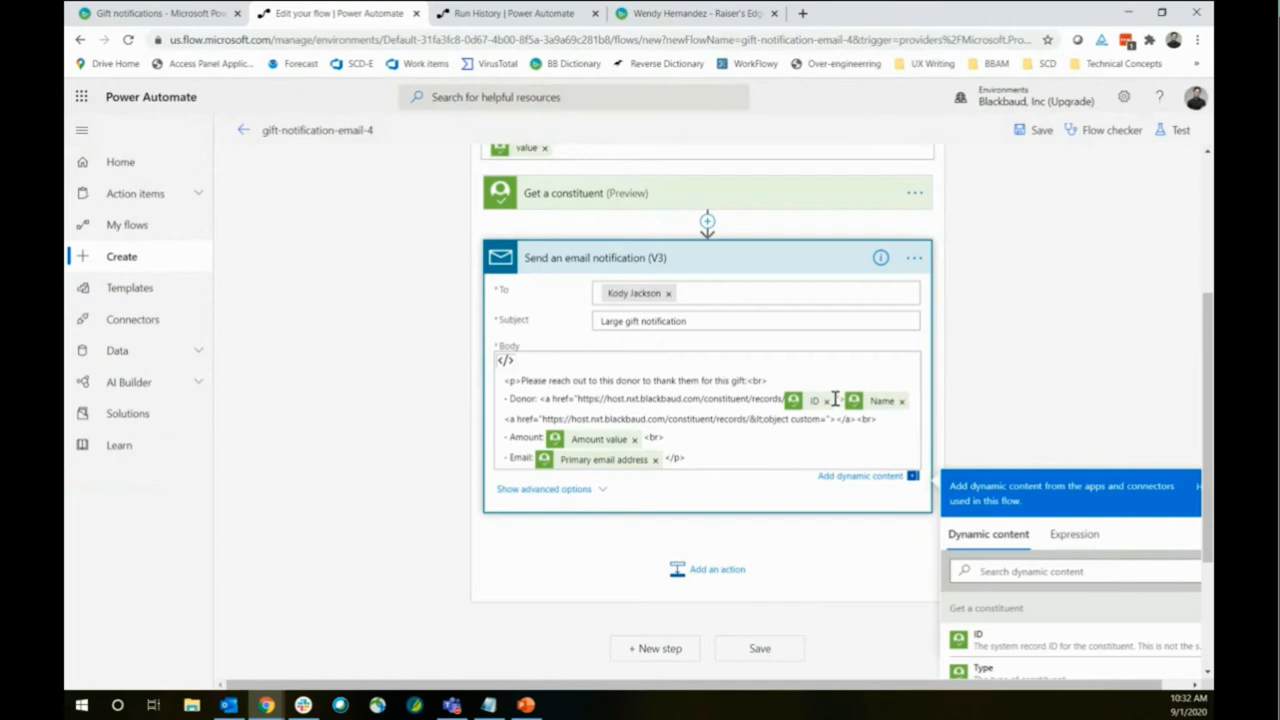 Gift notifications - Microsoft Pow
Edit your flow | Power Automate
Run History | Power Automate
Wendy Hernandez - Raiser's Edg
us.flow.microsoft.com/manage/environments/Default-31fa3fc8-0d67-4b00-8f5a-3a9a69c281b8/flows/new?newFlowName=gift-notification-email-4&trigger=providers%2FMicrosoft.Pro...
Drive Home
Access Panel Applic...
Forecast
SCD-E
Work items
VirusTotal
BB Dictionary
Reverse Dictionary
WorkFlowy
Over-engineering
UX Writing
BBAM
SCD
Technical Concepts
Power Automate
Search for helpful resources
Environments
Blackbaud, Inc (Upgrade)
gift-notification-email-4
Save
Flow checker
Test
Home
Action items
My flows
Create
Templates
Connectors
Data
AI Builder
Solutions
Learn
value ×
Get a constituent (Preview)
Send an email notification (V3)
* To
Kody Jackson ×
* Subject
Large gift notification
* Body
</>
<p>Please reach out to this donor to thank them for this gift:<br>
- Donor: <a href="https://host.nxt.blackbaud.com/constituent/records/ ID × Name ×
<a href="https://host.nxt.blackbaud.com/constituent/records/&lt;object custom="> </a><br>
- Amount: Amount value × <br>
- Email: Primary email address × </p>
Add dynamic content
Show advanced options
Add an action
+ New step
Save
Add dynamic content from the apps and connectors
used in this flow.
Dynamic content
Expression
Search dynamic content
Get a constituent
ID
The system record ID for the constituent. This is not the s.
Type
10:32 AM
9/1/2020